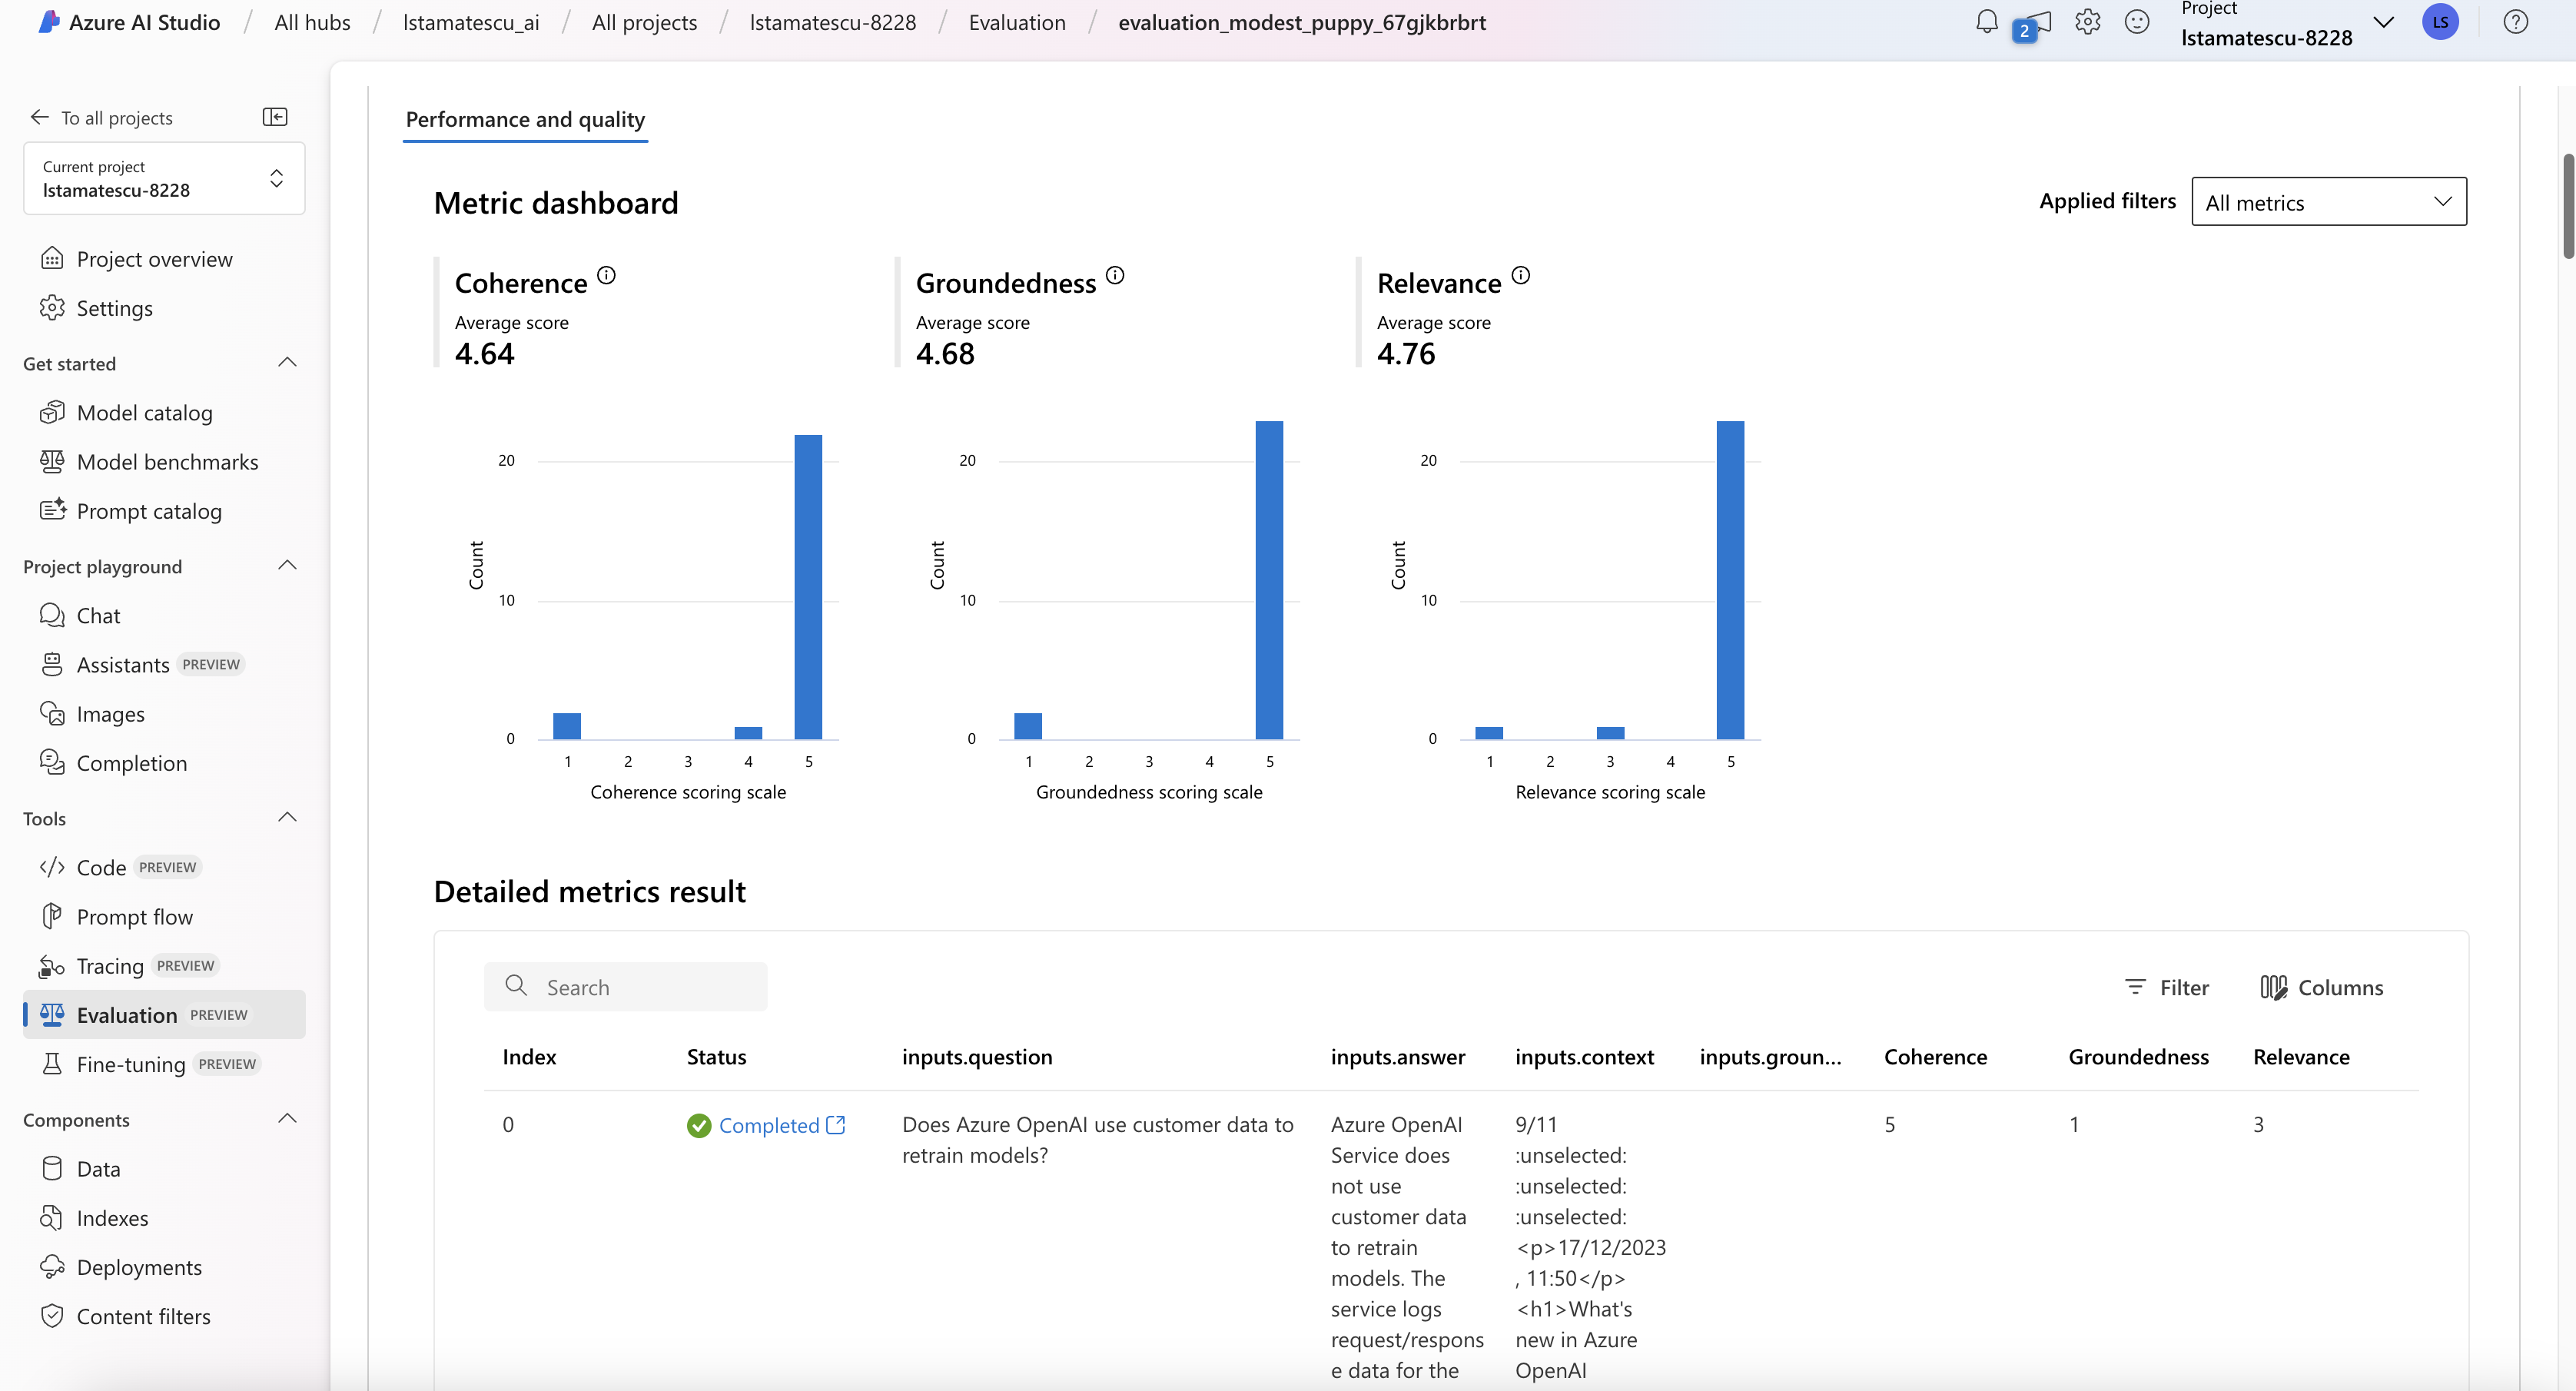 Azure AI Studio / All hubs / lstamatescu_ai / All projects / lstamatescu-8228 / Evaluation / evaluation_modest_puppy_67gjkbrbrt
2
Project
lstamatescu-8228
LS
To all projects
Current project
lstamatescu-8228
Project overview
Settings
Get started
Model catalog
Model benchmarks
Prompt catalog
Project playground
Chat
Assistants PREVIEW
Images
Completion
Tools
Code PREVIEW
Prompt flow
Tracing PREVIEW
Evaluation PREVIEW
Fine-tuning PREVIEW
Components
Data
Indexes
Deployments
Content filters
Performance and quality
Metric dashboard
Applied filters
All metrics
Coherence
Average score
4.64
20
10
0
Count
1 2 3 4 5
Coherence scoring scale
Groundedness
Average score
4.68
20
10
0
Count
1 2 3 4 5
Groundedness scoring scale
Relevance
Average score
4.76
20
10
0
Count
1 2 3 4 5
Relevance scoring scale
Detailed metrics result
Search
Filter
Columns
Index Status inputs.question inputs.answer inputs.context inputs.groun... Coherence Groundedness Relevance
0
Completed
Does Azure OpenAI use customer data to
retrain models?
Azure OpenAI
Service does
not use
customer data
to retrain
models. The
service logs
request/respons
e data for the
9/11
:unselected:
:unselected:
:unselected:
<p>17/12/2023
, 11:50</p>
<h1>What's
new in Azure
OpenAI
5
1
3